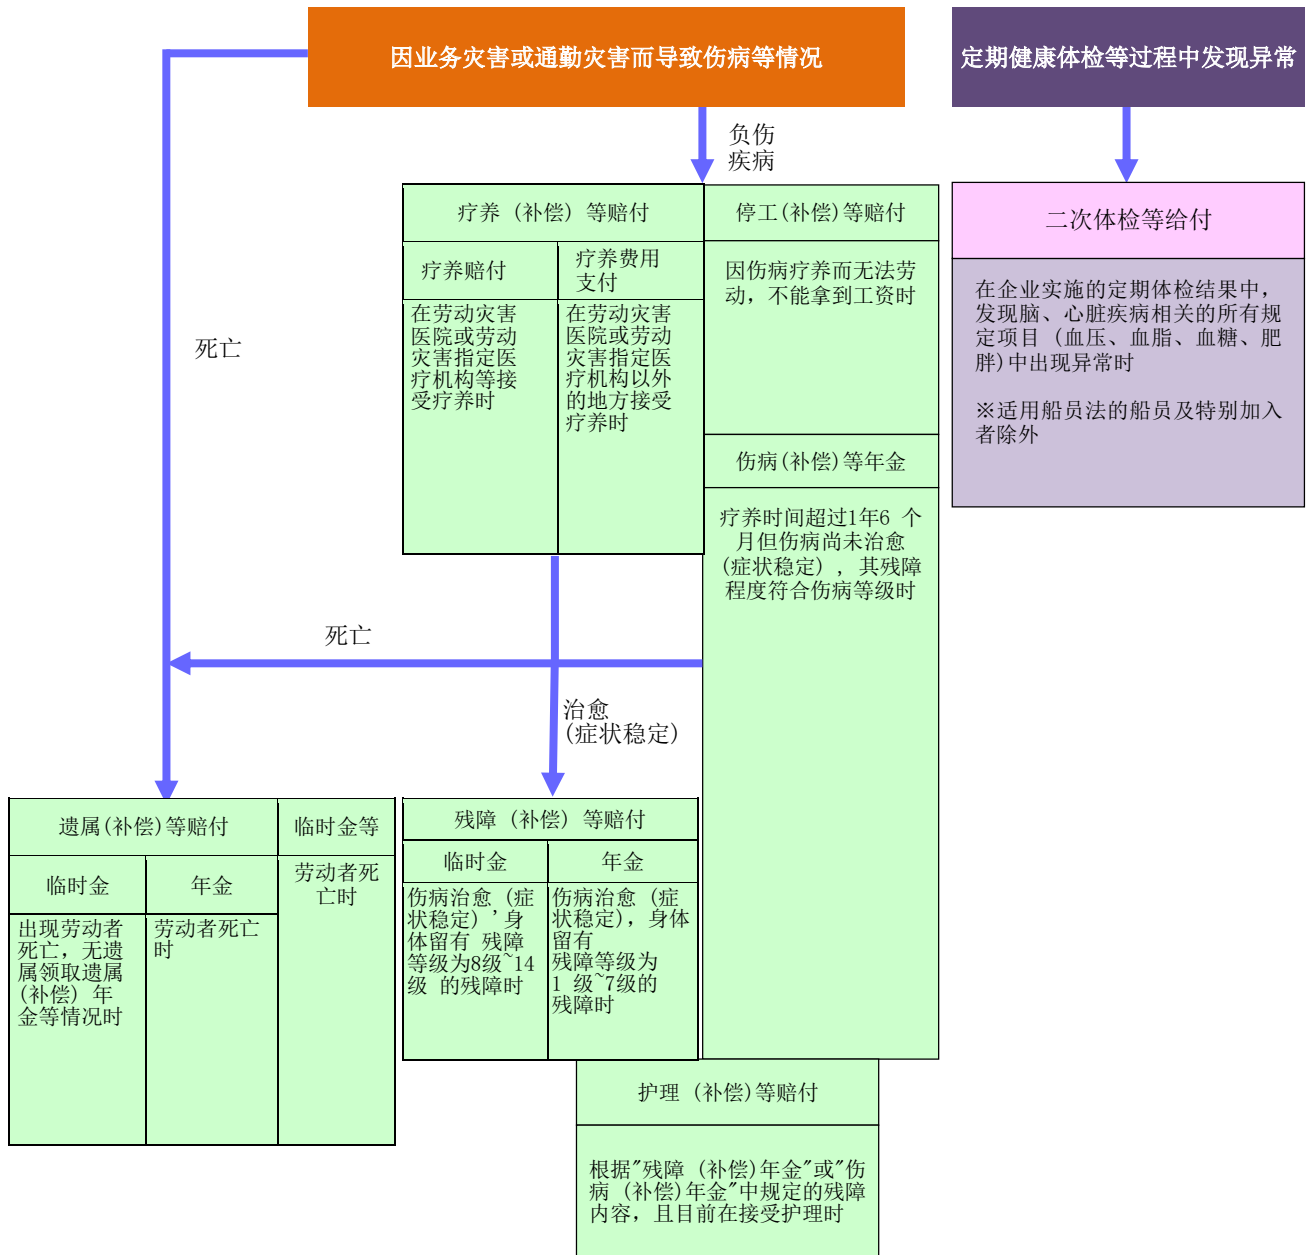 因业务灾害或通勤灾害而导致伤病等情况
定期健康体检等过程中发现异常
负伤
疾病
死亡
疗养 (补偿) 等赔付
疗养赔付
疗养费用
支付
在劳动灾害
医院或劳动
灾害指定医
疗机构等接
受疗养时
在劳动灾害
医院或劳动
灾害指定医
疗机构以外
的地方接受
疗养时
停工(补偿)等赔付
因伤病疗养而无法劳
动，不能拿到工资时
伤病(补偿)等年金
疗养时间超过1年6 个
月但伤病尚未治愈
(症状稳定) , 其残障
程度符合伤病等级时
二次体检等给付
在企业实施的定期体检结果中，
发现脑、心脏疾病相关的所有规
定项目 (血压、血脂、血糖、肥
胖)中出现异常时
※适用船员法的船员及特别加入
者除外
死亡
治愈
(症状稳定)
遗属(补偿)等赔付
临时金等
临时金
年金
劳动者死
亡时
出现劳动者
死亡，无遗
属领取遗属
(补偿) 年
金等情况时
劳动者死亡
时
残障 (补偿) 等赔付
临时金
年金
伤病治愈 (症
状稳定) ’身
体留有 残障
等级为8级~14
级 的残障时
伤病治愈 (症
状稳定)，身体
留有
残障等级为
1 级~7级的
残障时
护理 (补偿)等赔付
根据"残障 (补偿)年金"或"伤
病 (补偿)年金"中规定的残障
内容，且目前在接受护理时